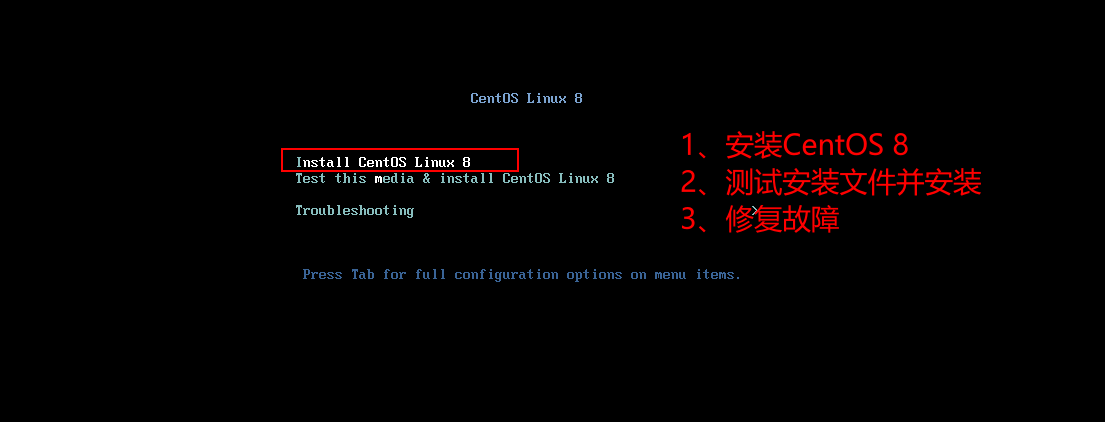 CentOS Linux 8
Install CentOS Linux 8
Test this media & install CentOS Linux 8
Troubleshooting
Press Tab for full configuration options on menu items.
1、安装CentOS 8
2、测试安装文件并安装
3、修复故障